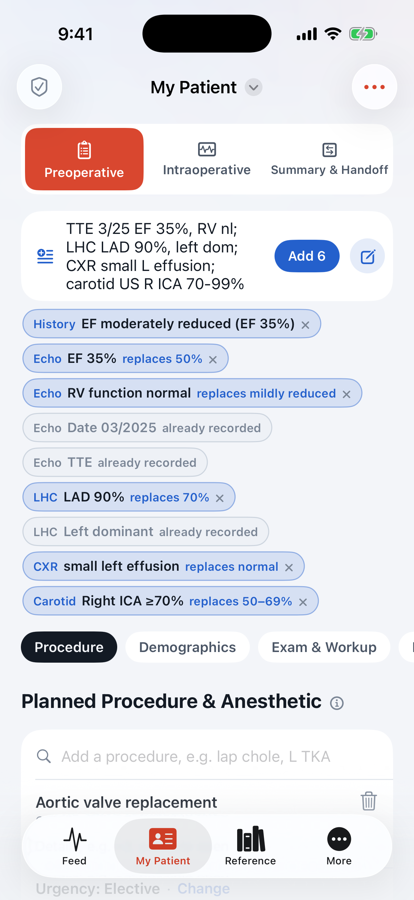 9:41
My Patient
Preoperative
Intraoperative
Summary & Handoff
TTE 3/25 EF 35%, RV nl;
LHC LAD 90%, left dom;
CXR small L effusion;
carotid US R ICA 70-99%
Add 6
History EF moderately reduced (EF 35%) ×
Echo EF 35% replaces 50% ×
Echo RV function normal replaces mildly reduced ×
Echo Date 03/2025 already recorded
Echo TTE already recorded
LHC LAD 90% replaces 70% ×
LHC Left dominant already recorded
CXR small left effusion replaces normal ×
Carotid Right ICA ≥70% replaces 50–69% ×
Procedure
Demographics
Exam & Workup
Planned Procedure & Anesthetic
Add a procedure, e.g. lap chole, L TKA
Aortic valve replacement
Feed
My Patient
Reference
More
Urgency: Elective · Change